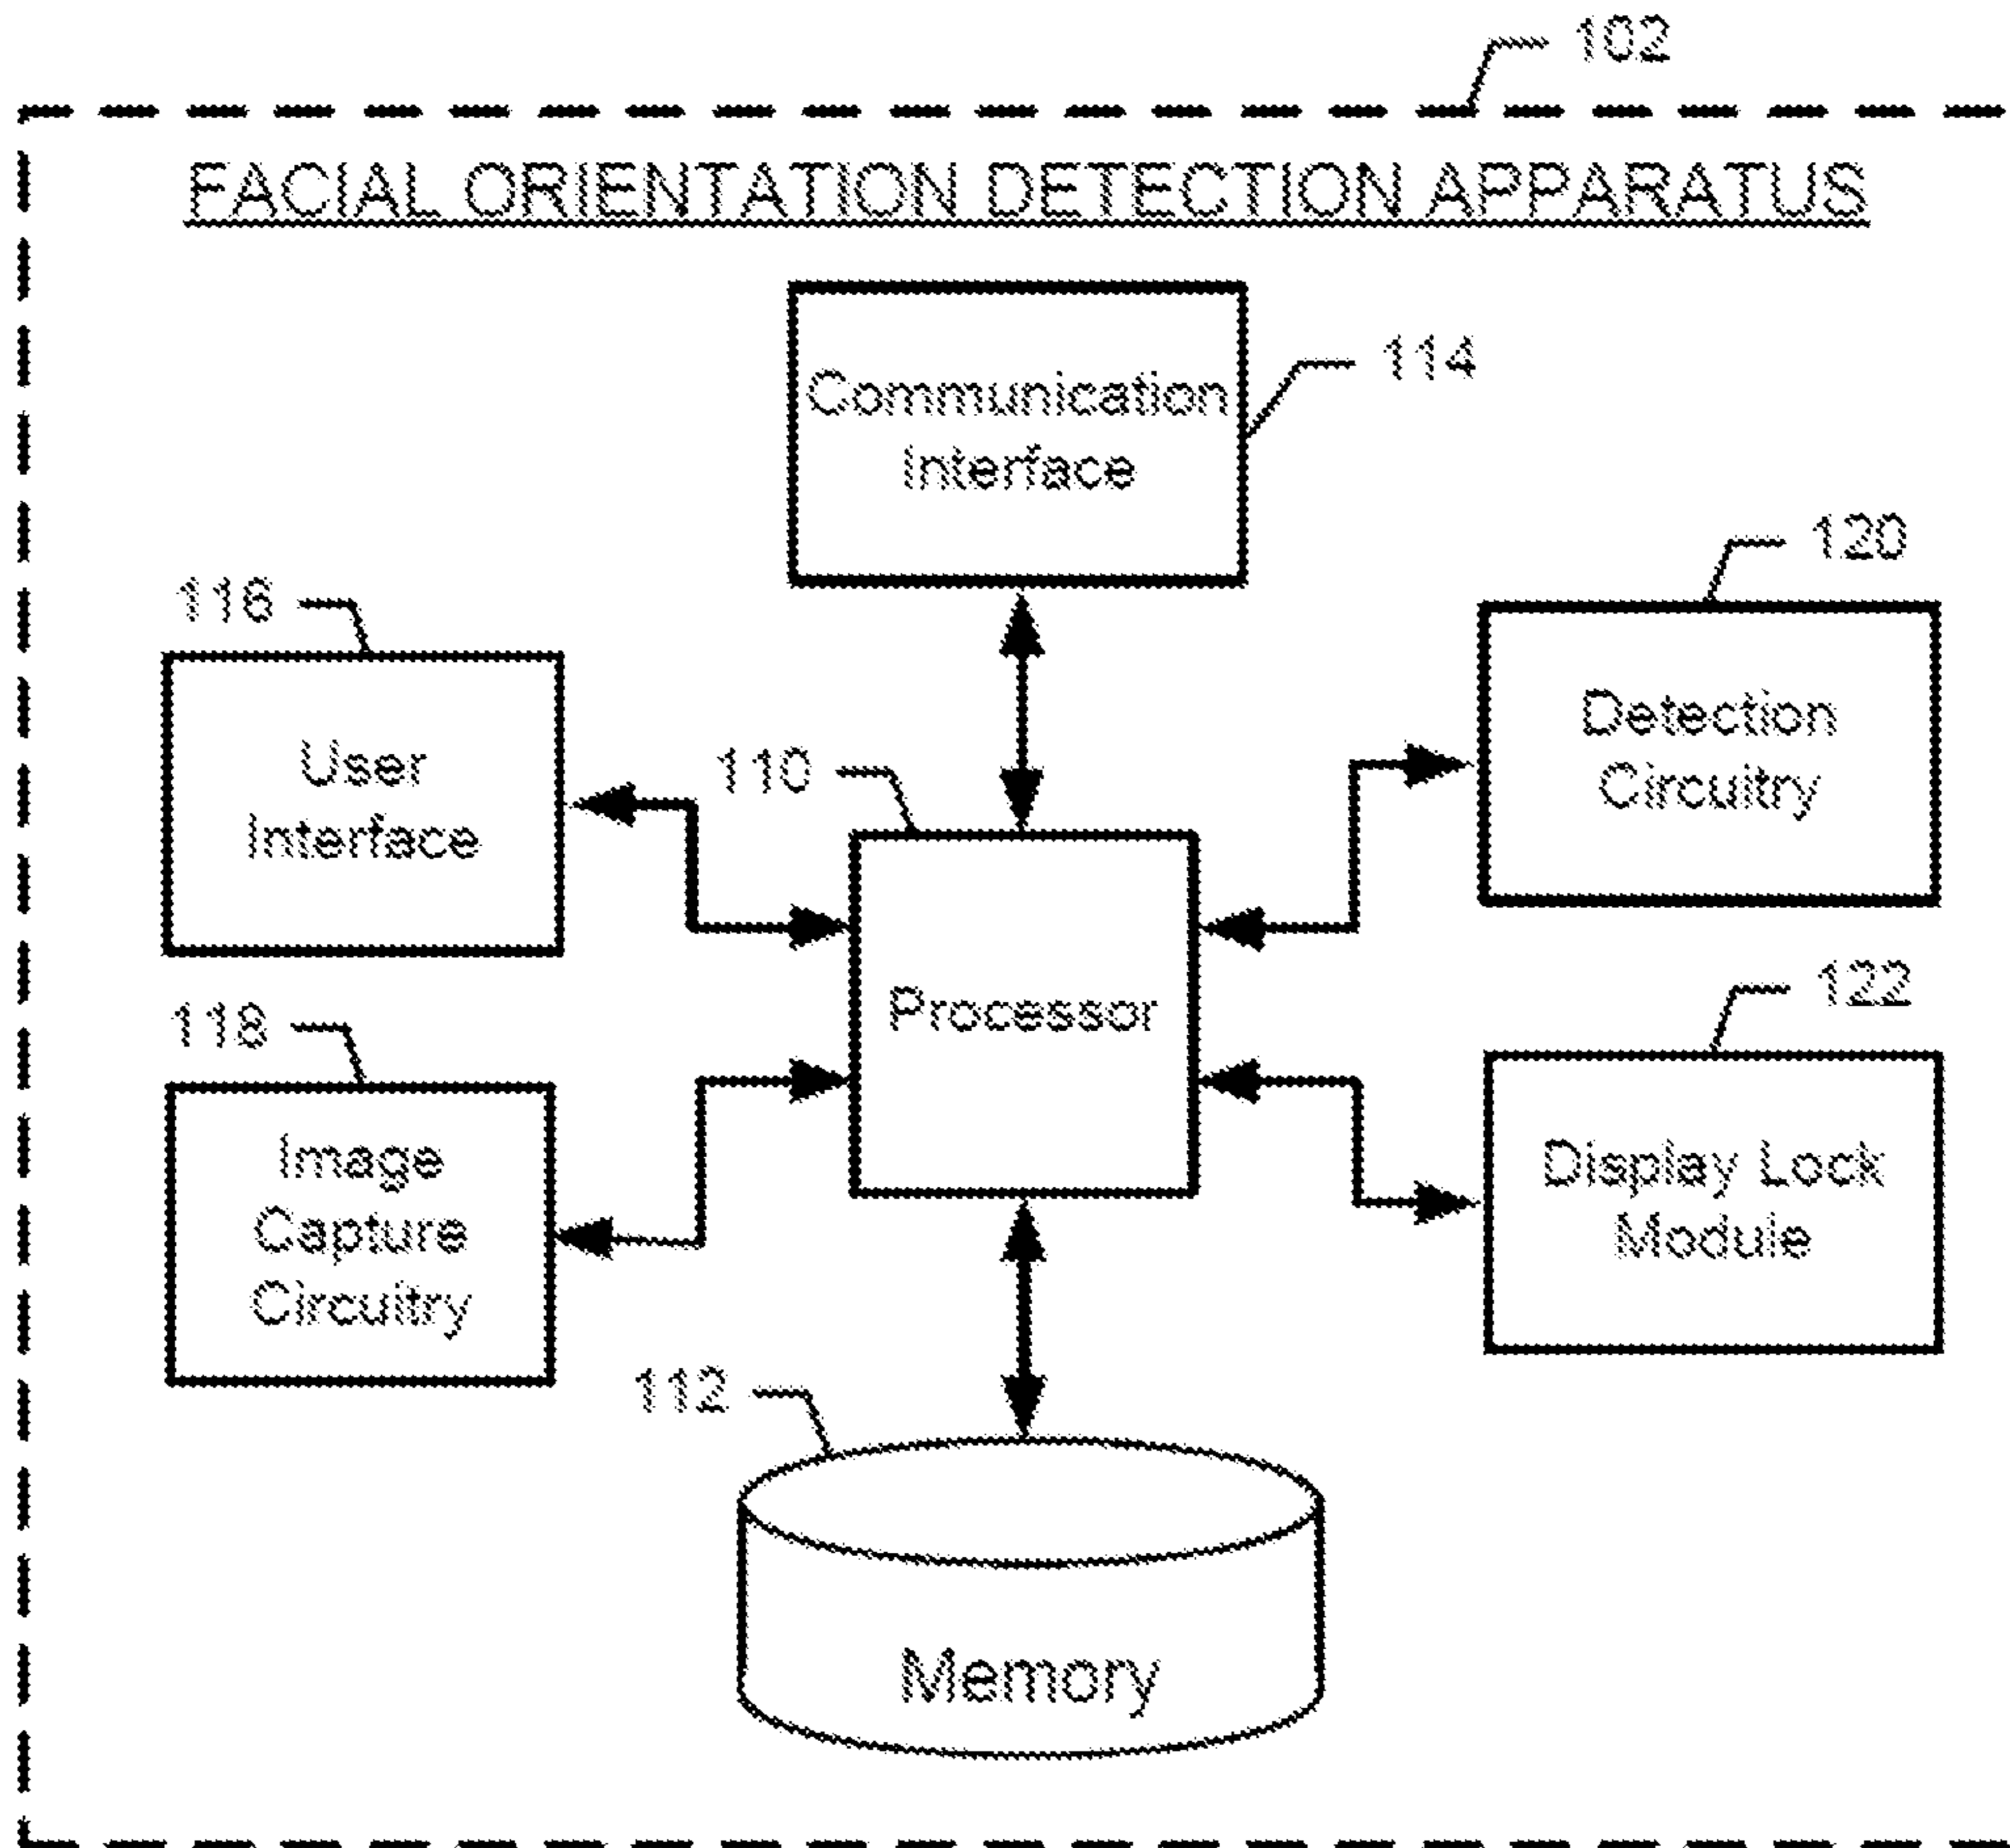 102
FACIAL ORIENTATION DETECTION APPARATUS
Communication
Interface
114
116
User
Interface
110
120
Detection
Circuitry
Processor
118
Image
Capture
Circuitry
122
Display Lock
Module
112
Memory